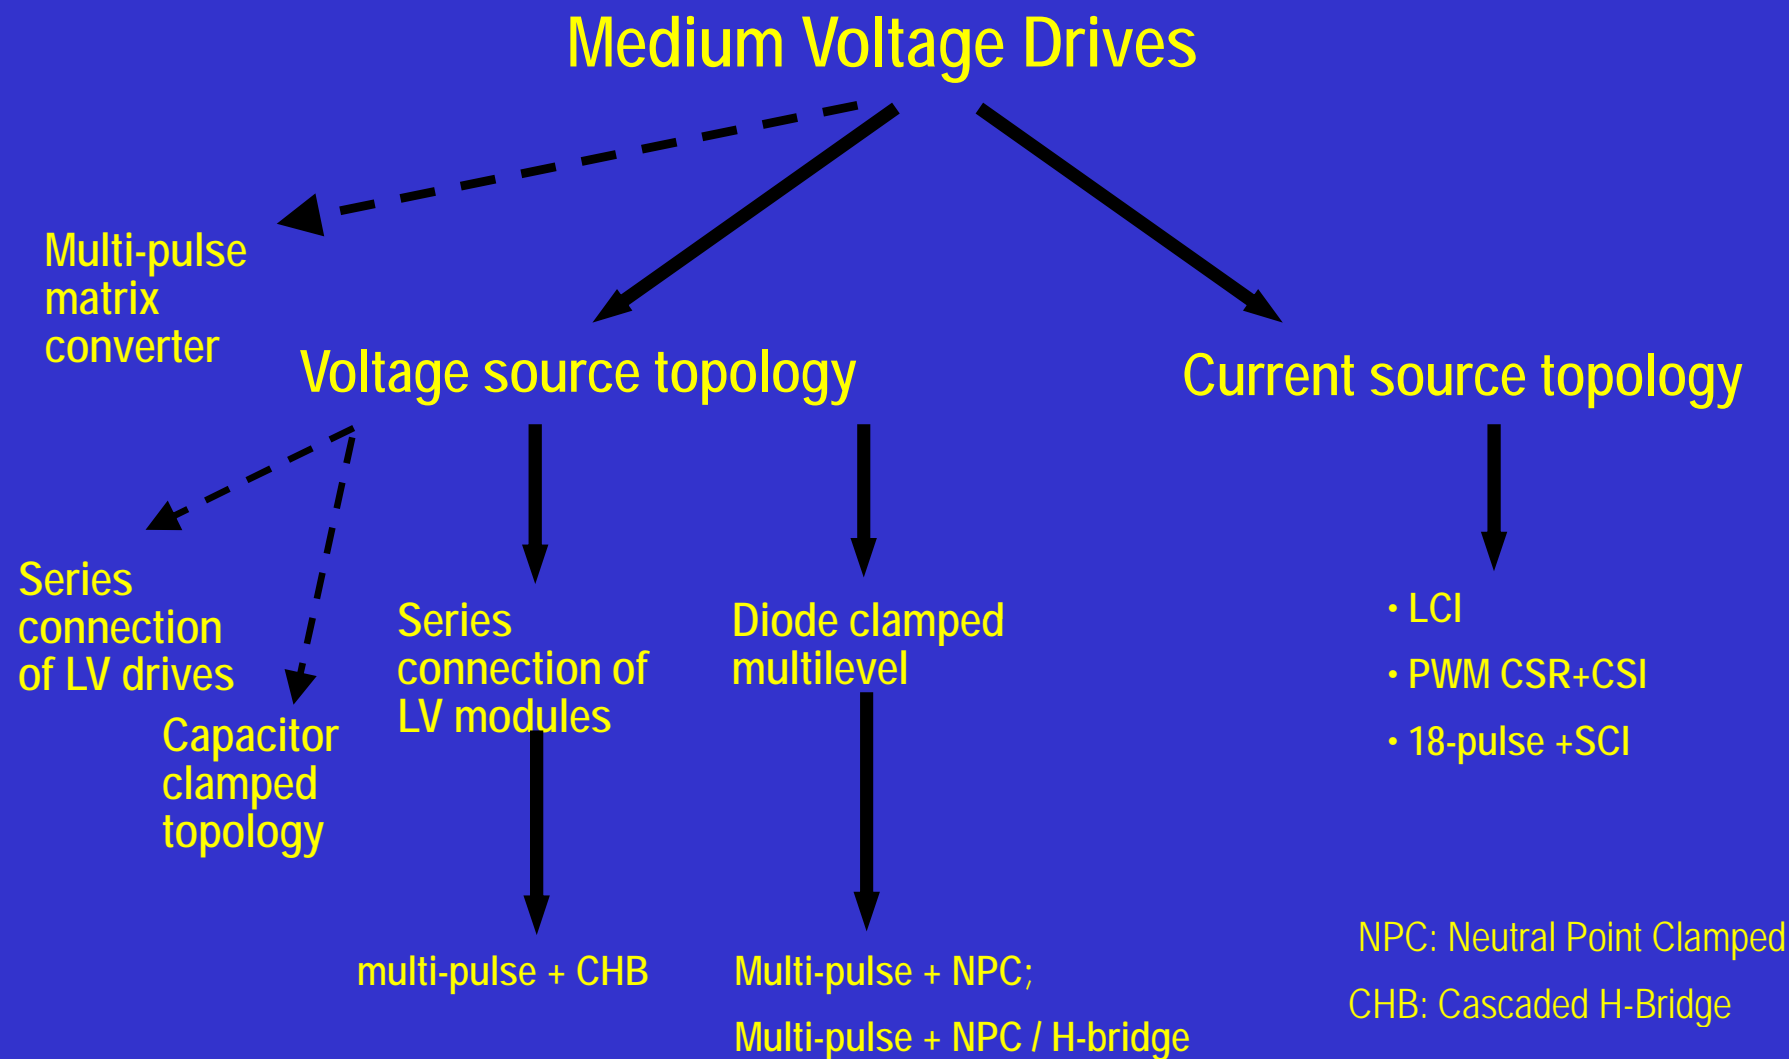 Medium Voltage Drives
Multi-pulse
matrix
converter
Voltage source topology
Current source topology
Series
connection
of LV drives
Capacitor
clamped
topology
Series
connection of
LV modules
Diode clamped
multilevel
• LCI
• PWM CSR+CSI
• 18-pulse +SCI
multi-pulse + CHB
Multi-pulse + NPC;
Multi-pulse + NPC / H-bridge
NPC: Neutral Point Clamped
CHB: Cascaded H-Bridge